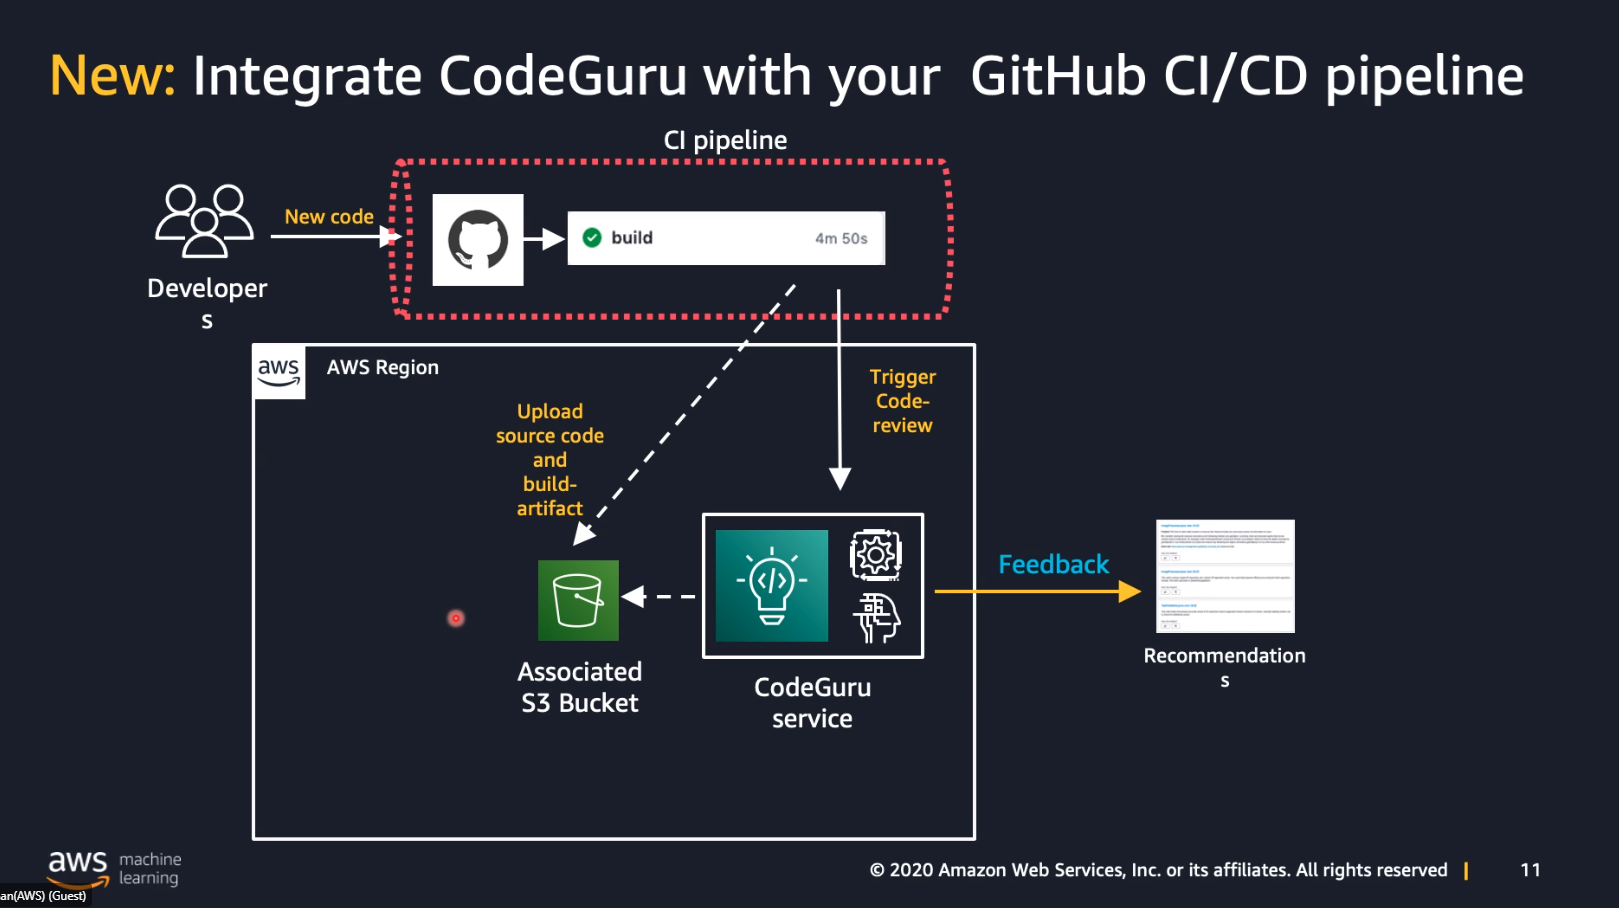 New: Integrate CodeGuru with your GitHub CI/CD pipeline
CI pipeline
New code
build
4m 50s
Developer
s
aws
AWS Region
Trigger
Code-
review
Upload
source code
and
build-
artifact
Feedback
Recommendation
s
Associated
S3 Bucket
CodeGuru
service
aws machine
learning
© 2020 Amazon Web Services, Inc. or its affiliates. All rights reserved
11
an(AWS) (Guest)